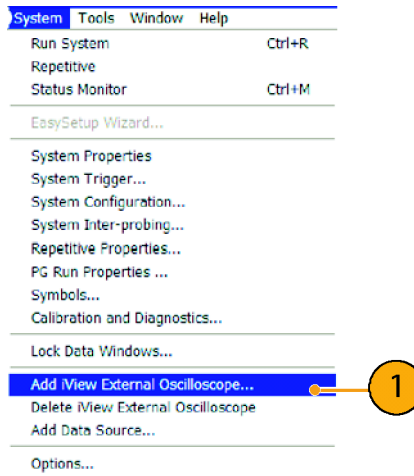 System Tools Window Help
Run System Ctrl+R
Repetitive
Status Monitor Ctrl+M
EasySetup Wizard...
System Properties
System Trigger...
System Configuration...
System Inter-probing...
Repetitive Properties...
PG Run Properties ...
Symbols...
Calibration and Diagnostics...
Lock Data Windows...
Add iView External Oscilloscope...
1
Delete iView External Oscilloscope
Add Data Source...
Options...